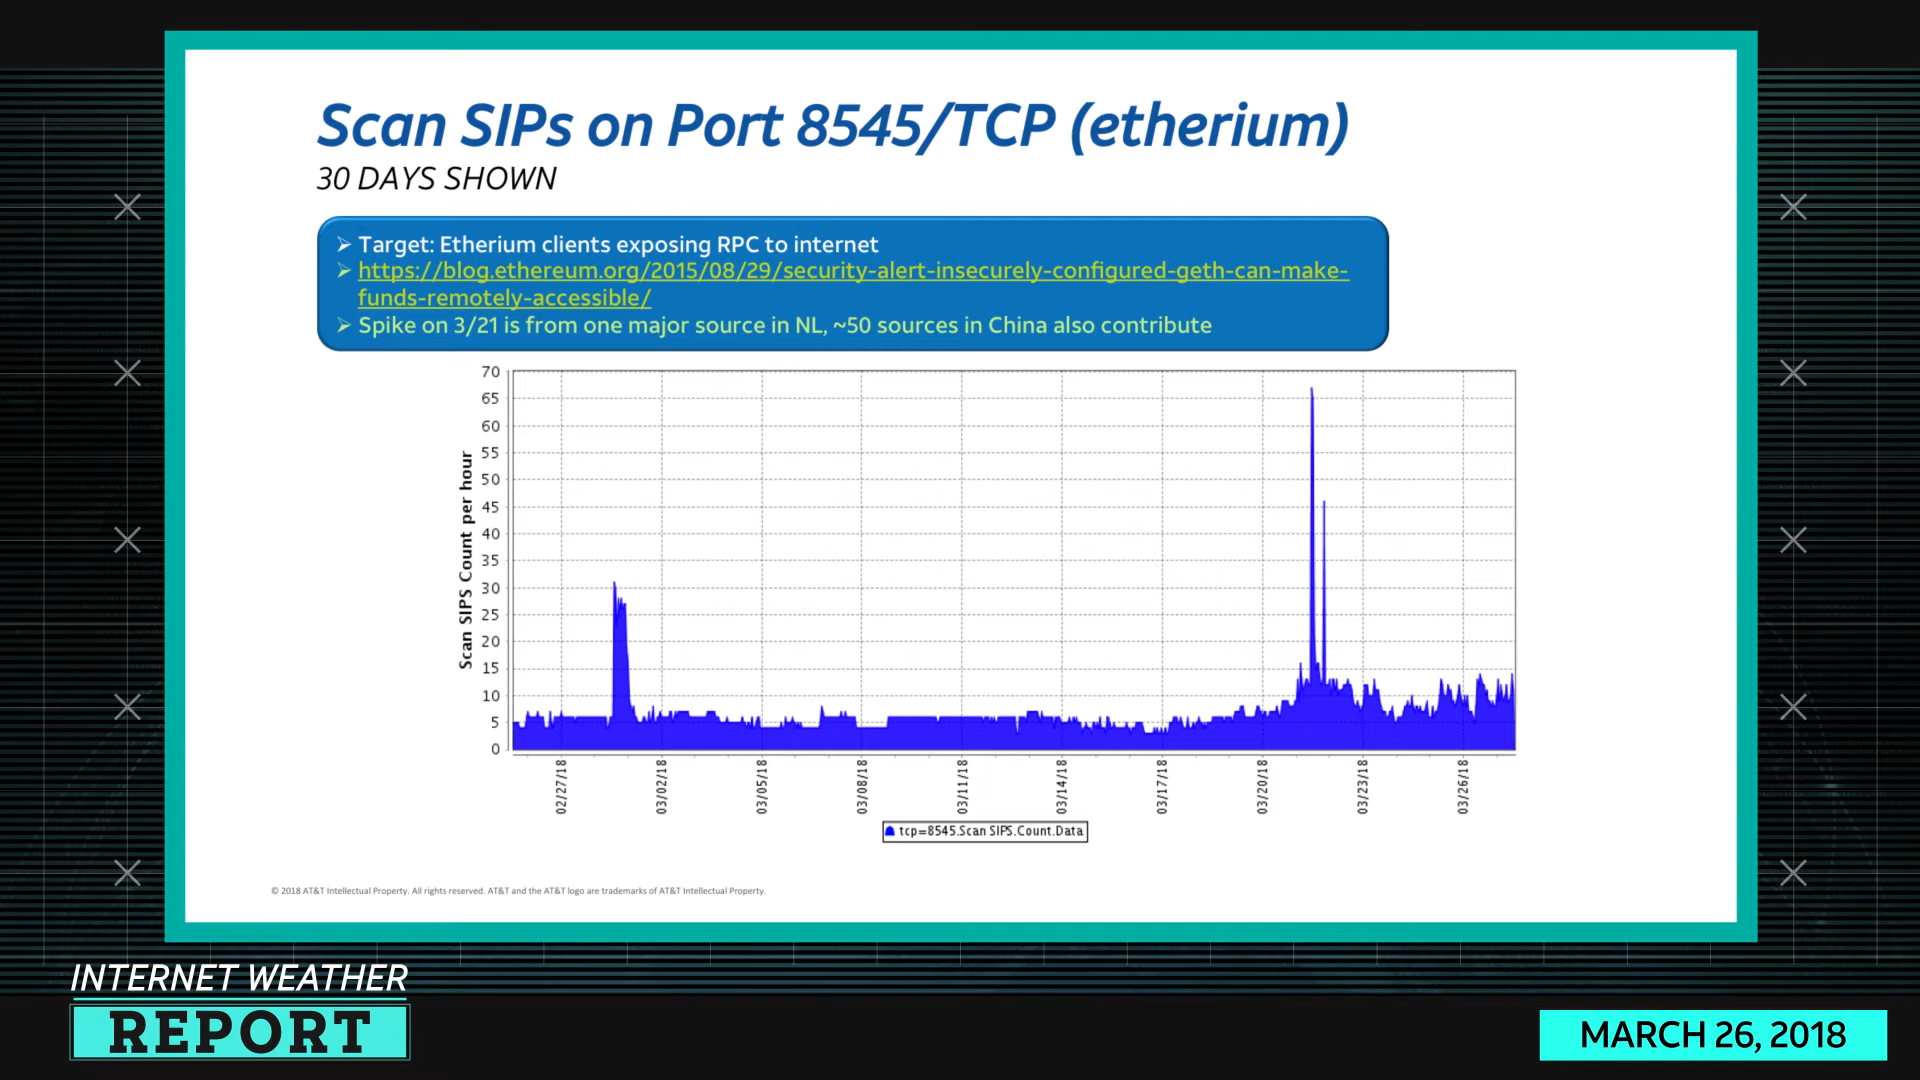 Scan SIPs on Port 8545/TCP (etherium)
30 DAYS SHOWN
➢ Target: Etherium clients exposing RPC to internet
➢ https://blog.ethereum.org/2015/08/29/security-alert-insecurely-configured-geth-can-make-
funds-remotely-accessible/
➢ Spike on 3/21 is from one major source in NL, ~50 sources in China also contribute
Scan SIPS Count per hour
70
65
60
55
50
45
40
35
30
25
20
15
10
5
0
02/27/18
03/02/18
03/05/18
03/08/18
03/11/18
03/14/18
03/17/18
03/20/18
03/23/18
03/26/18
tcp=8545.Scan SIPS.Count.Data
© 2018 AT&T Intellectual Property. All rights reserved. AT&T and the AT&T logo are trademarks of AT&T Intellectual Property.
INTERNET WEATHER
REPORT
MARCH 26, 2018